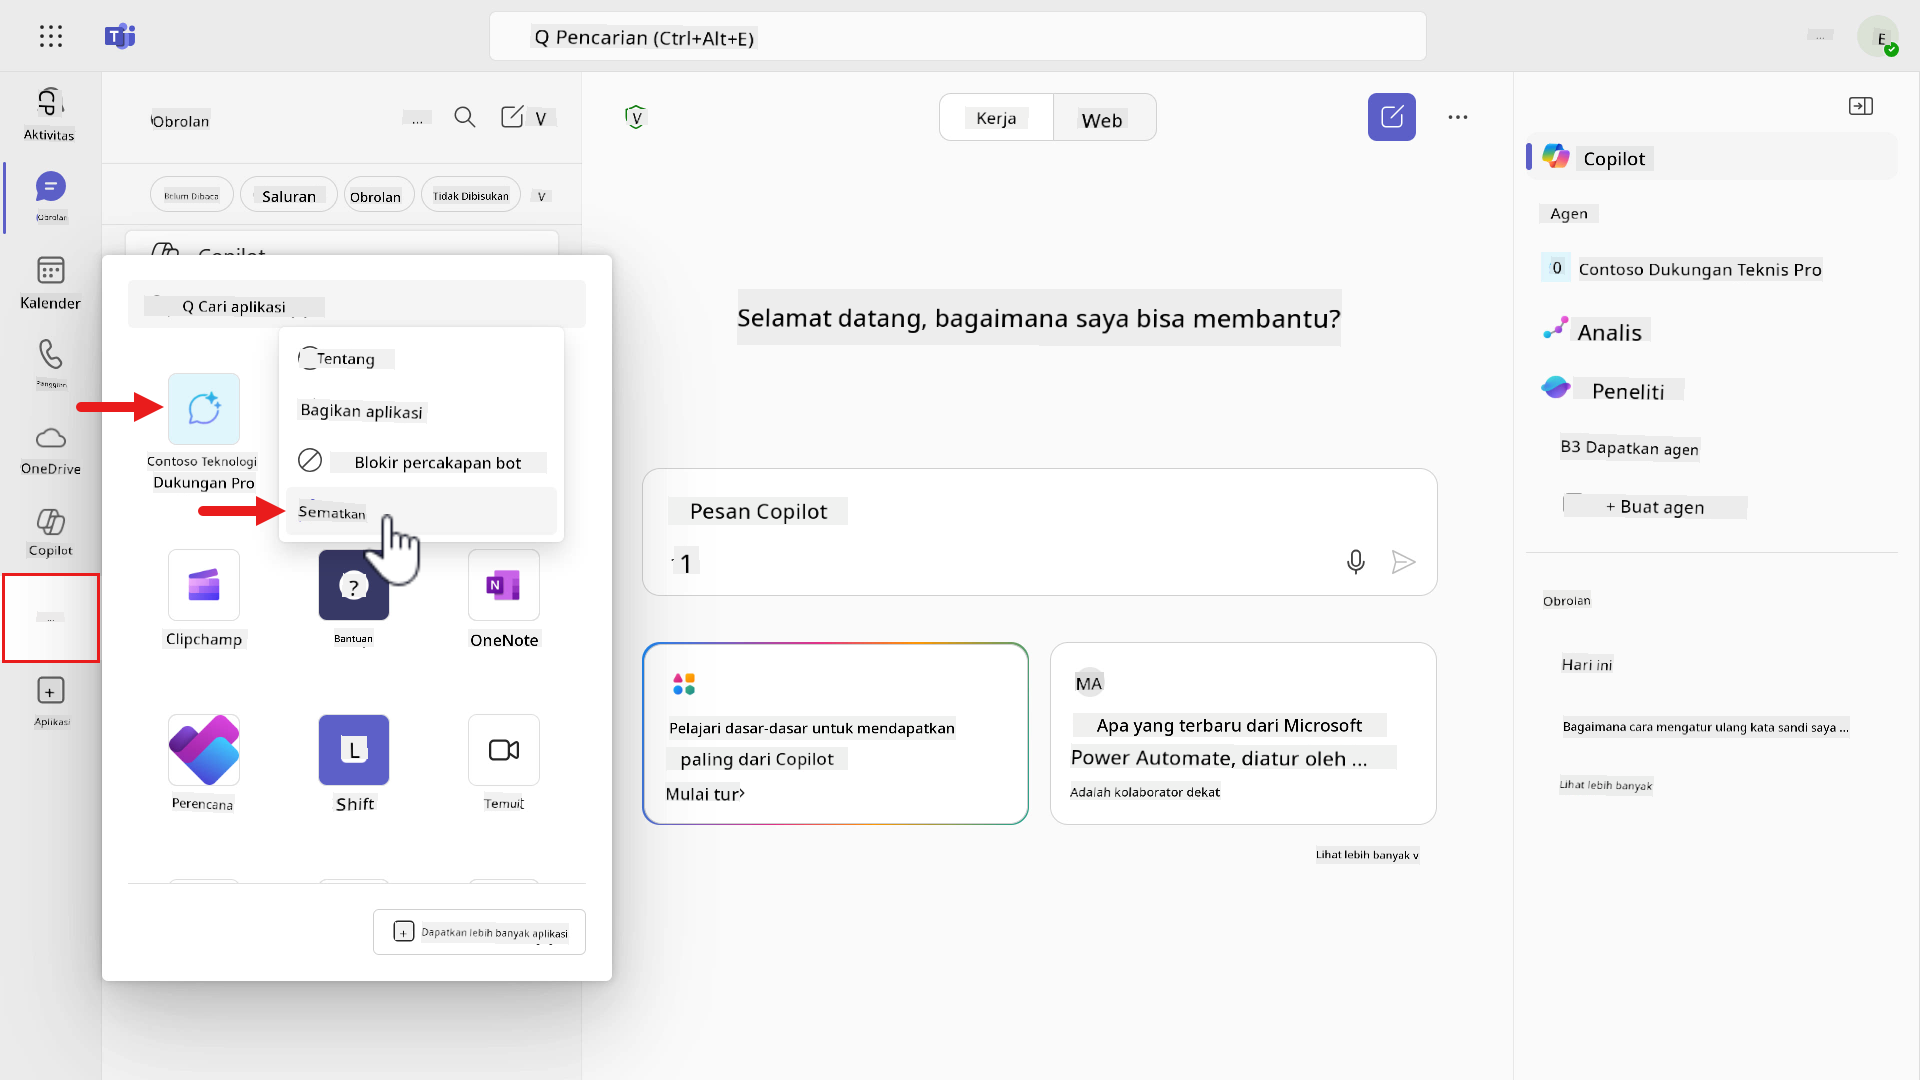 Q Pencarian (Ctrl+Alt+E)
...
E
Aktivitas
Obrolan
Kalender
Panggilan
OneDrive
Copilot
...
Aplikasi
Obrolan
...
V
Belum Dibaca
Saluran
Obrolan
Tidak Dibisukan
V
Copilot
Q Cari aplikasi
Tentang
Bagikan aplikasi
Blokir percakapan bot
Sematkan
Contoso Teknologi
Dukungan Pro
Clipchamp
?
Bantuan
N
OneNote
Perencana
L
Shift
Temuit
+
Dapatkan lebih banyak aplikasi
V
Kerja
Web
Selamat datang, bagaimana saya bisa membantu?
Pesan Copilot
1
Pelajari dasar-dasar untuk mendapatkan
paling dari Copilot
Mulai tur>
MA
Apa yang terbaru dari Microsoft
Power Automate, diatur oleh ...
Adalah kolaborator dekat
Lihat lebih banyak v
Copilot
Agen
0
Contoso Dukungan Teknis Pro
Analis
Peneliti
B3 Dapatkan agen
+ Buat agen
Obrolan
Hari ini
Bagaimana cara mengatur ulang kata sandi saya ...
Lihat lebih banyak